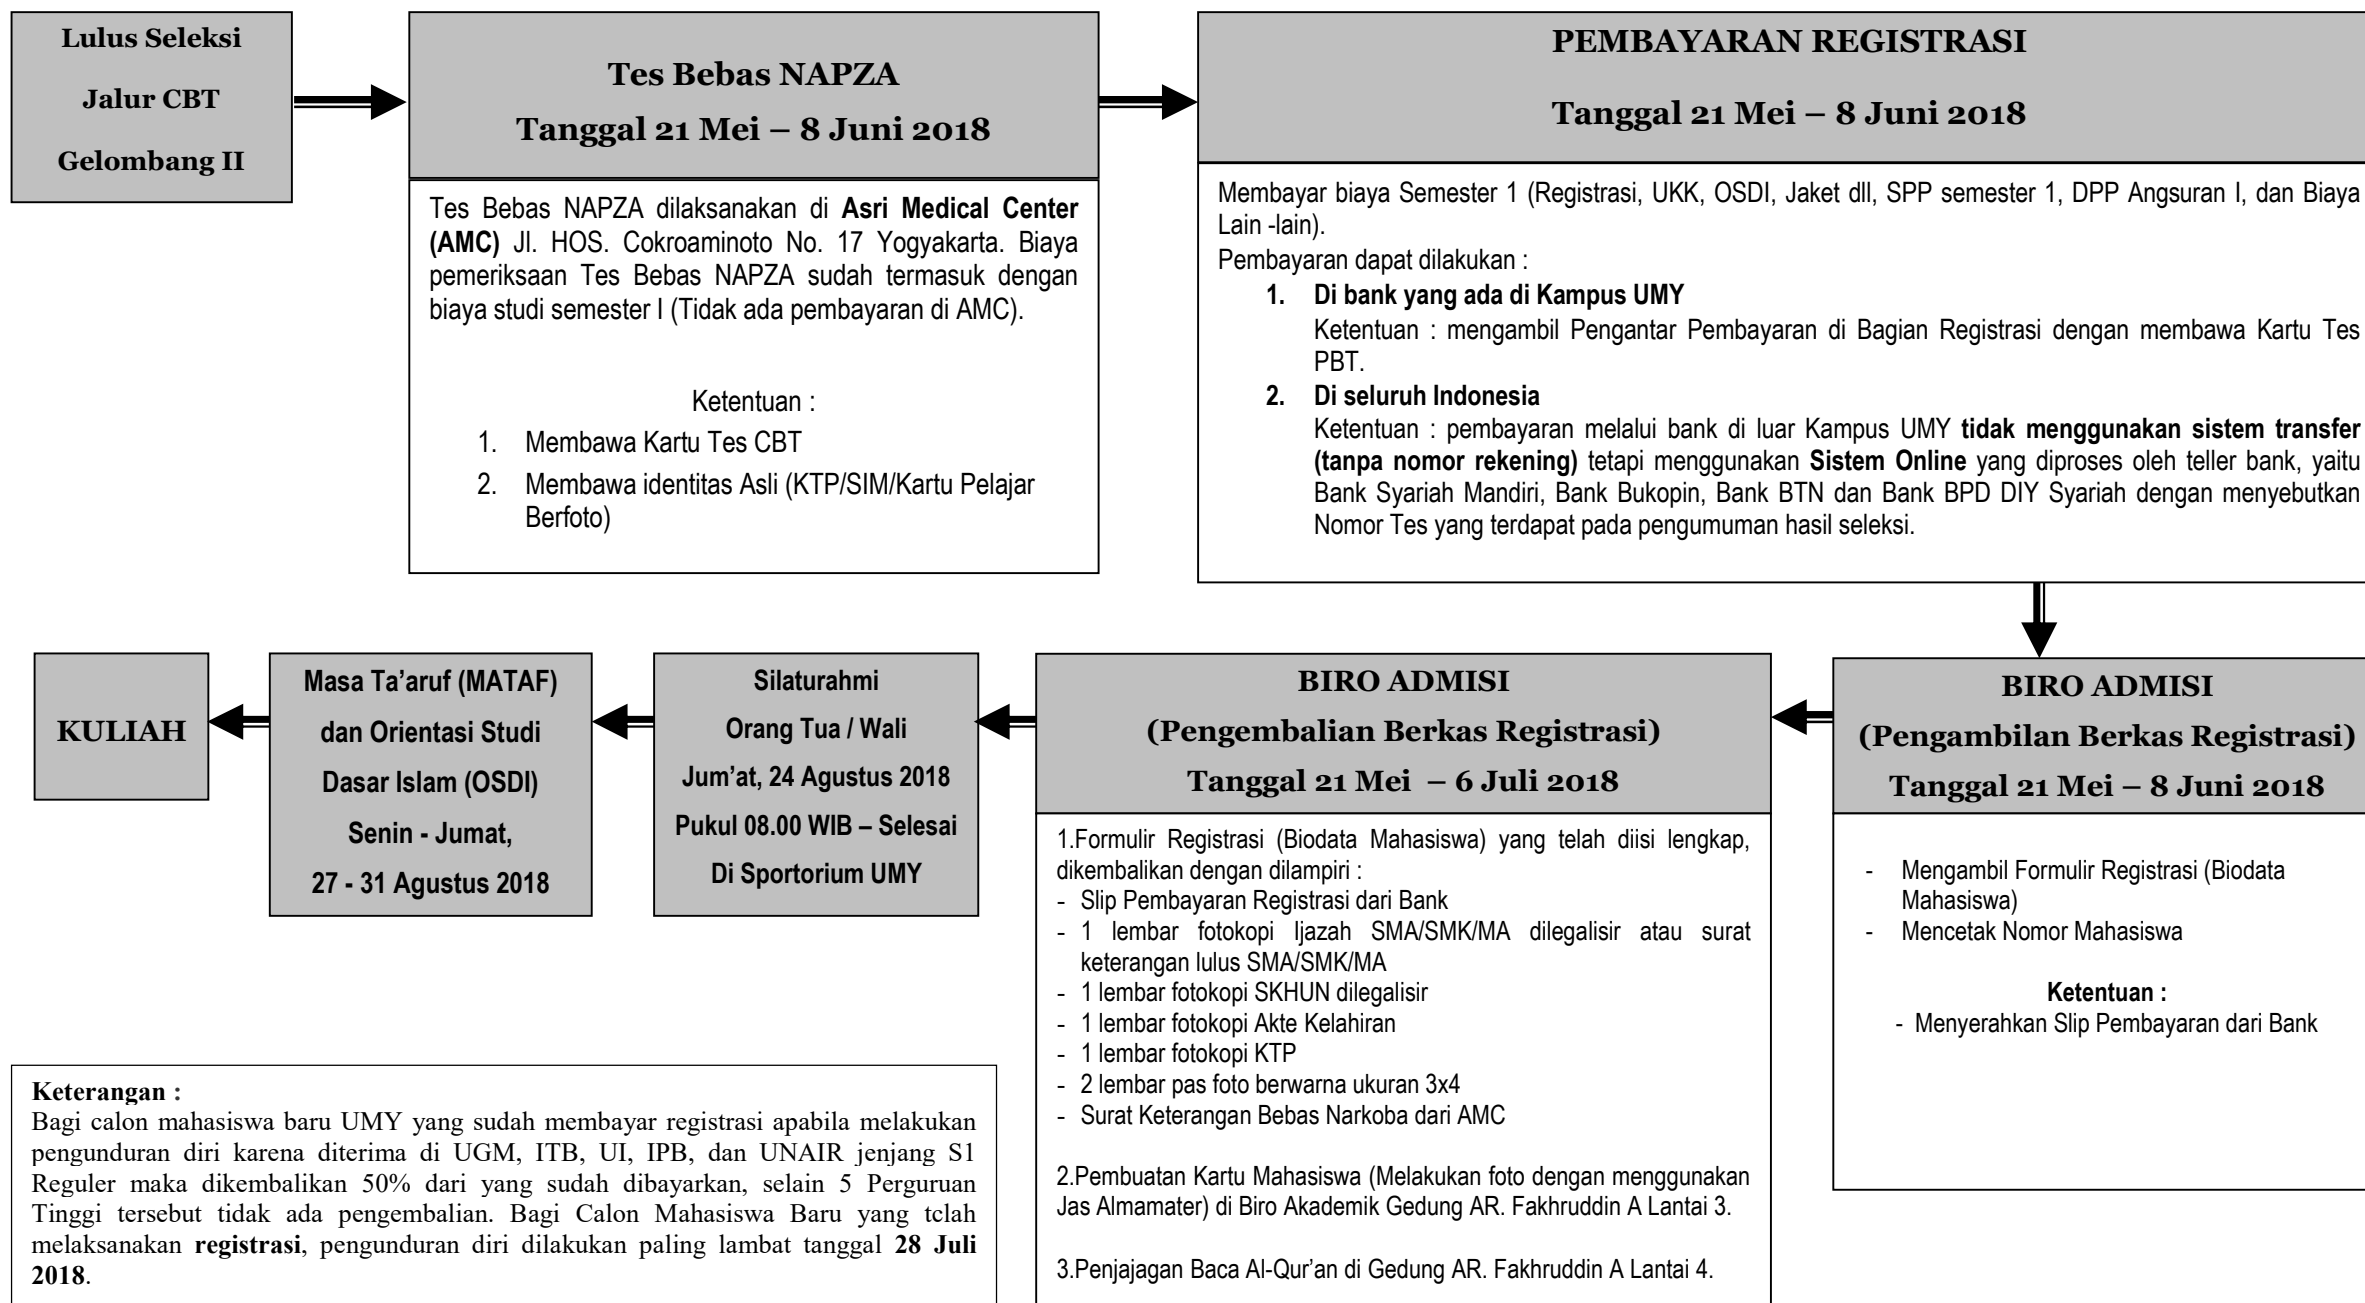 Lulus Seleksi
Jalur CBT
Gelombang II
Tes Bebas NAPZA
Tanggal 21 Mei – 8 Juni 2018
Tes Bebas NAPZA dilaksanakan di Asri Medical Center
(AMC) Jl. HOS. Cokroaminoto No. 17 Yogyakarta. Biaya
pemeriksaan Tes Bebas NAPZA sudah termasuk dengan
biaya studi semester I (Tidak ada pembayaran di AMC).
Ketentuan :
1. Membawa Kartu Tes CBT
2. Membawa identitas Asli (KTP/SIM/Kartu Pelajar
Berfoto)
PEMBAYARAN REGISTRASI
Tanggal 21 Mei – 8 Juni 2018
Membayar biaya Semester 1 (Registrasi, UKK, OSDI, Jaket dll, SPP semester 1, DPP Angsuran I, dan Biaya
Lain -lain).
Pembayaran dapat dilakukan :
1. Di bank yang ada di Kampus UMY
Ketentuan : mengambil Pengantar Pembayaran di Bagian Registrasi dengan membawa Kartu Tes
PBT.
2. Di seluruh Indonesia
Ketentuan : pembayaran melalui bank di luar Kampus UMY tidak menggunakan sistem transfer
(tanpa nomor rekening) tetapi menggunakan Sistem Online yang diproses oleh teller bank, yaitu
Bank Syariah Mandiri, Bank Bukopin, Bank BTN dan Bank BPD DIY Syariah dengan menyebutkan
Nomor Tes yang terdapat pada pengumuman hasil seleksi.
BIRO ADMISI
(Pengambilan Berkas Registrasi)
Tanggal 21 Mei – 8 Juni 2018
- Mengambil Formulir Registrasi (Biodata
Mahasiswa)
- Mencetak Nomor Mahasiswa
Ketentuan :
- Menyerahkan Slip Pembayaran dari Bank
BIRO ADMISI
(Pengembalian Berkas Registrasi)
Tanggal 21 Mei – 6 Juli 2018
1.Formulir Registrasi (Biodata Mahasiswa) yang telah diisi lengkap,
dikembalikan dengan dilampiri :
- Slip Pembayaran Registrasi dari Bank
- 1 lembar fotokopi Ijazah SMA/SMK/MA dilegalisir atau surat
keterangan lulus SMA/SMK/MA
- 1 lembar fotokopi SKHUN dilegalisir
- 1 lembar fotokopi Akte Kelahiran
- 1 lembar fotokopi KTP
- 2 lembar pas foto berwarna ukuran 3x4
- Surat Keterangan Bebas Narkoba dari AMC
2.Pembuatan Kartu Mahasiswa (Melakukan foto dengan menggunakan
Jas Almamater) di Biro Akademik Gedung AR. Fakhruddin A Lantai 3.
3.Penjajagan Baca Al-Qur'an di Gedung AR. Fakhruddin A Lantai 4.
Silaturahmi
Orang Tua / Wali
Jum'at, 24 Agustus 2018
Pukul 08.00 WIB – Selesai
Di Sportorium UMY
Masa Ta'aruf (MATAF)
dan Orientasi Studi
Dasar Islam (OSDI)
Senin - Jumat,
27 - 31 Agustus 2018
KULIAH
Keterangan :
Bagi calon mahasiswa baru UMY yang sudah membayar registrasi apabila melakukan
pengunduran diri karena diterima di UGM, ITB, UI, IPB, dan UNAIR jenjang S1
Reguler maka dikembalikan 50% dari yang sudah dibayarkan, selain 5 Perguruan
Tinggi tersebut tidak ada pengembalian. Bagi Calon Mahasiswa Baru yang tclah
melaksanakan registrasi, pengunduran diri dilakukan paling lambat tanggal 28 Juli
2018.